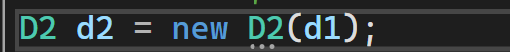 D2 d2 = new D2(d1);